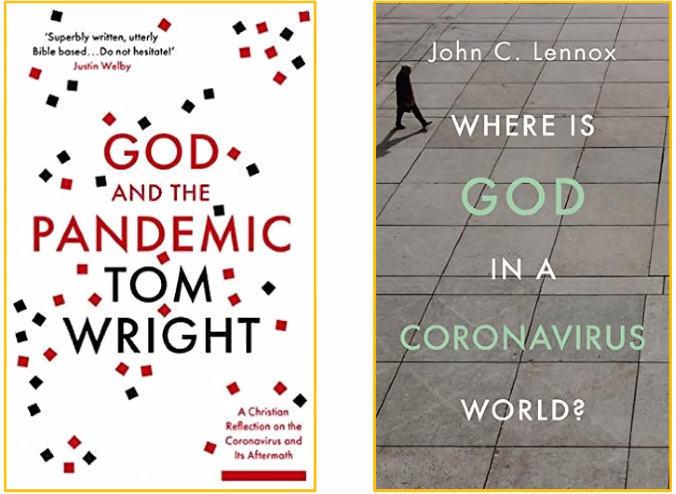 ‘Superbly written, utterly
Bible based...Do not hesitate!’
Justin Welby
GOD
AND THE
PANDEMIC
TOM
WRIGHT
A Christian
Reflection on the
Coronavirus and
Its Aftermath
John C. Lennox
WHERE IS
GOD
IN A
CORONAVIRUS
WORLD?